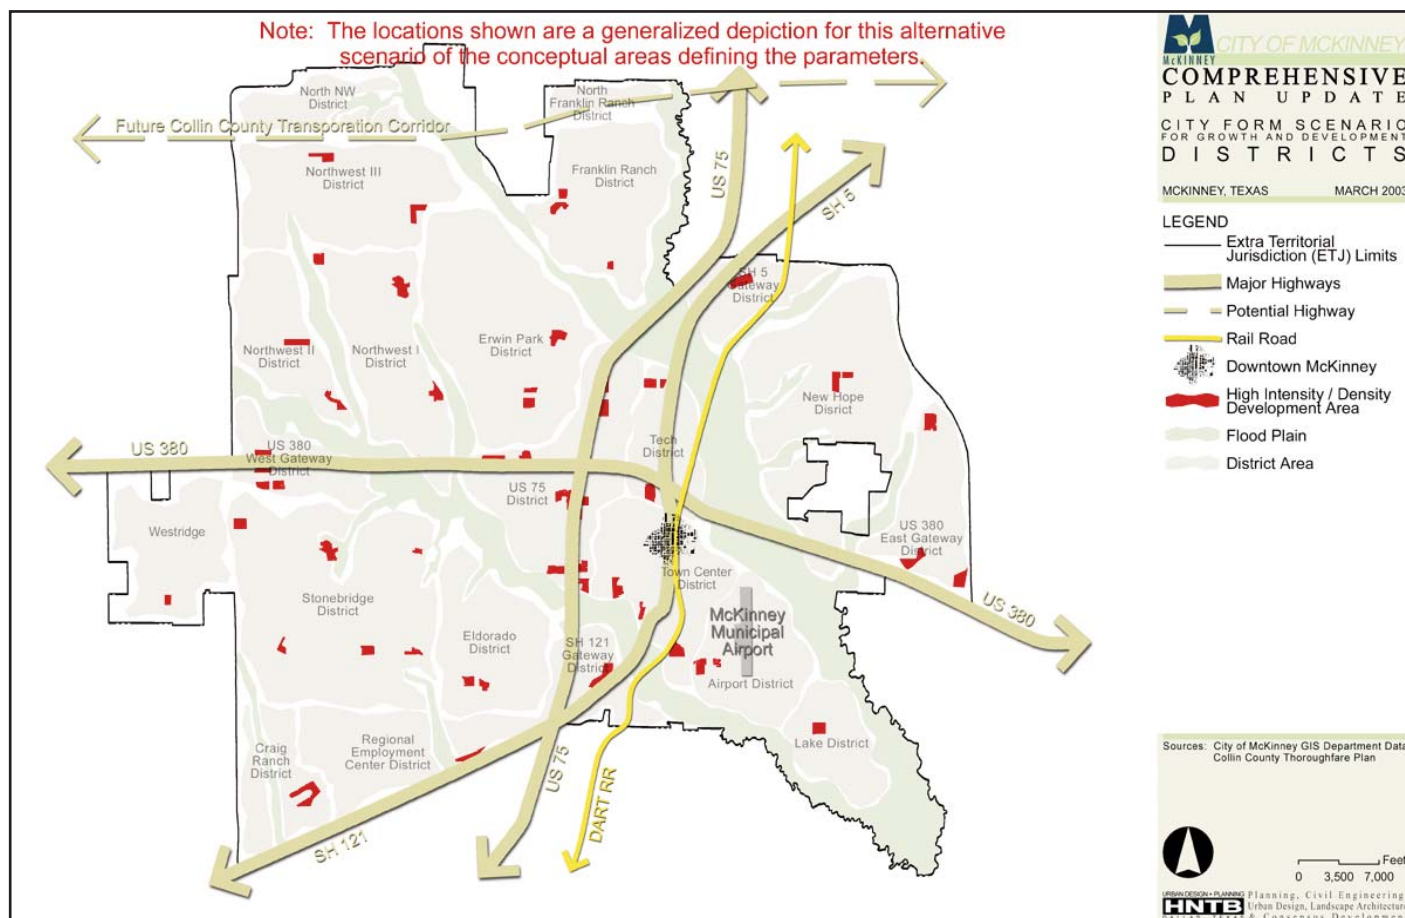 Note: The locations shown are a generalized depiction for this alternative
scenario of the conceptual areas defining the parameters.
North NW
District
North
Franklin Ranch
District
Future Collin County Transporation Corridor
Northwest III
District
Franklin Ranch
District
US 75
SH 5
SH 5
Gateway
District
Northwest II
District
Northwest I
District
Erwin Park
District
New Hope
District
US 380
US 380
West Gateway
District
Tech
District
US 75
District
Westridge
US 380
East Gateway
District
Town Center
District
Stonebridge
District
McKinney
Municipal
Airport
US 380
Eldorado
District
SH 121
Gateway
District
Airport District
Craig
Ranch
District
Regional
Employment
Center District
Lake District
US 75
DART RR
SH 121
McKINNEY
CITY OF MCKINNEY
COMPREHENSIVE
PLAN UPDATE
CITY FORM SCENARIO
FOR GROWTH AND DEVELOPMENT
DISTRICTS
MCKINNEY, TEXAS MARCH 2003
LEGEND
Extra Territorial
Jurisdiction (ETJ) Limits
Major Highways
Potential Highway
Rail Road
Downtown McKinney
High Intensity / Density
Development Area
Flood Plain
District Area
Sources: City of McKinney GIS Department Data
Collin County Thoroughfare Plan
Feet
0 3,500 7,000
URBAN DESIGN + PLANNING
HNTB
Planning, Civil Engineering
Urban Design, Landscape Architecture